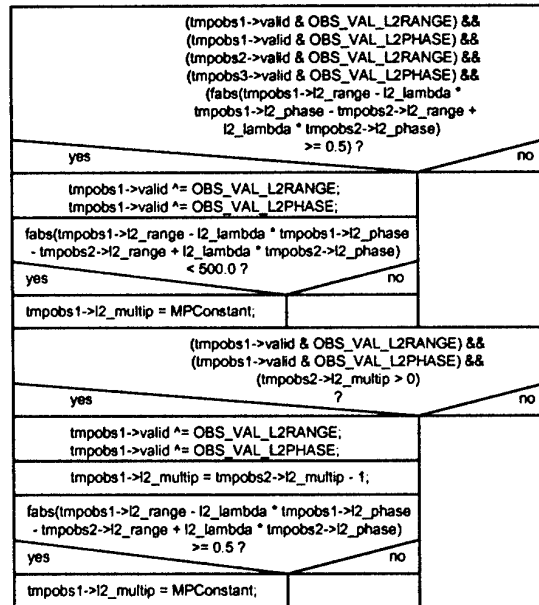 (tmpobs1->valid & OBS_VAL_L2RANGE) &&
(tmpobs1->valid & OBS_VAL_L2PHASE) &&
(tmpobs2->valid & OBS_VAL_L2RANGE) &&
(tmpobs3->valid & OBS_VAL_L2PHASE) &&
(fabs(tmpobs1->l2_range - l2_lambda *
tmpobs1->l2_phase - tmpobs2->l2_range +
l2_lambda * tmpobs2->l2_phase)
>= 0.5) ?
yes no
tmpobs1->valid ^= OBS_VAL_L2RANGE;
tmpobs1->valid ^= OBS_VAL_L2PHASE;
fabs(tmpobs1->l2_range - l2_lambda * tmpobs1->l2_phase
- tmpobs2->l2_range + l2_lambda * tmpobs2->l2_phase)
< 500.0 ?
yes no
tmpobs1->l2_multip = MPConstant;
(tmpobs1->valid & OBS_VAL_L2RANGE) &&
(tmpobs1->valid & OBS_VAL_L2PHASE) &&
(tmpobs2->l2_multip > 0)
?
yes no
tmpobs1->valid ^= OBS_VAL_L2RANGE;
tmpobs1->valid ^= OBS_VAL_L2PHASE;
tmpobs1->l2_multip = tmpobs2->l2_multip - 1;
fabs(tmpobs1->l2_range - l2_lambda * tmpobs1->l2_phase
- tmpobs2->l2_range + l2_lambda * tmpobs2->l2_phase)
>= 0.5 ?
yes no
tmpobs1->l2_multip = MPConstant;